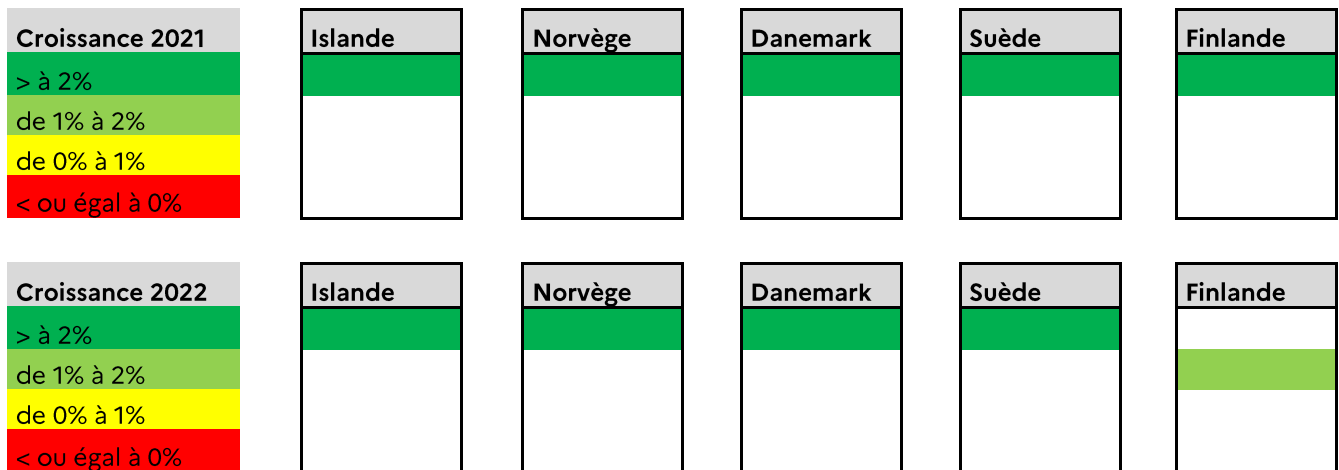 Croissance 2021 Islande Norvège Danemark Suède Finlande
> à 2%
de 1% à 2%
de 0% à 1%
< ou égal à 0%
Croissance 2022 Islande Norvège Danemark Suède Finlande
> à 2%
de 1% à 2%
de 0% à 1%
< ou égal à 0%